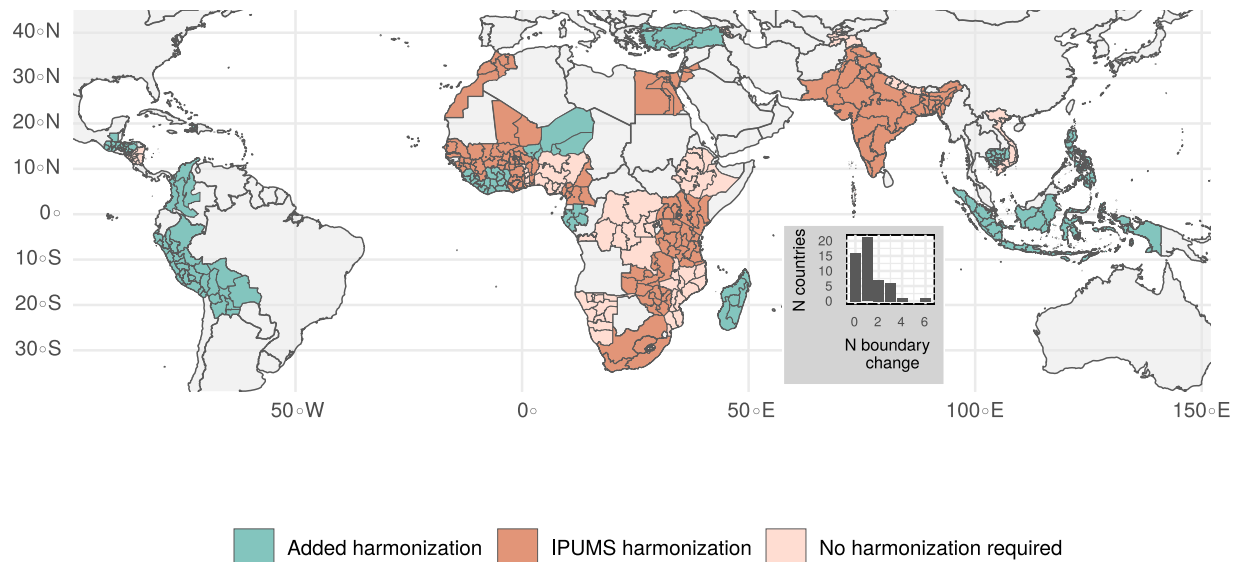 40°N
30°N
20°N
10°N
0°
10°S
20°S
30°S
N countries
20
15
10
5
0
0 2 4 6
N boundary
change
50°W 0° 50°E 100°E 150°E
Added harmonization IPUMS harmonization No harmonization required